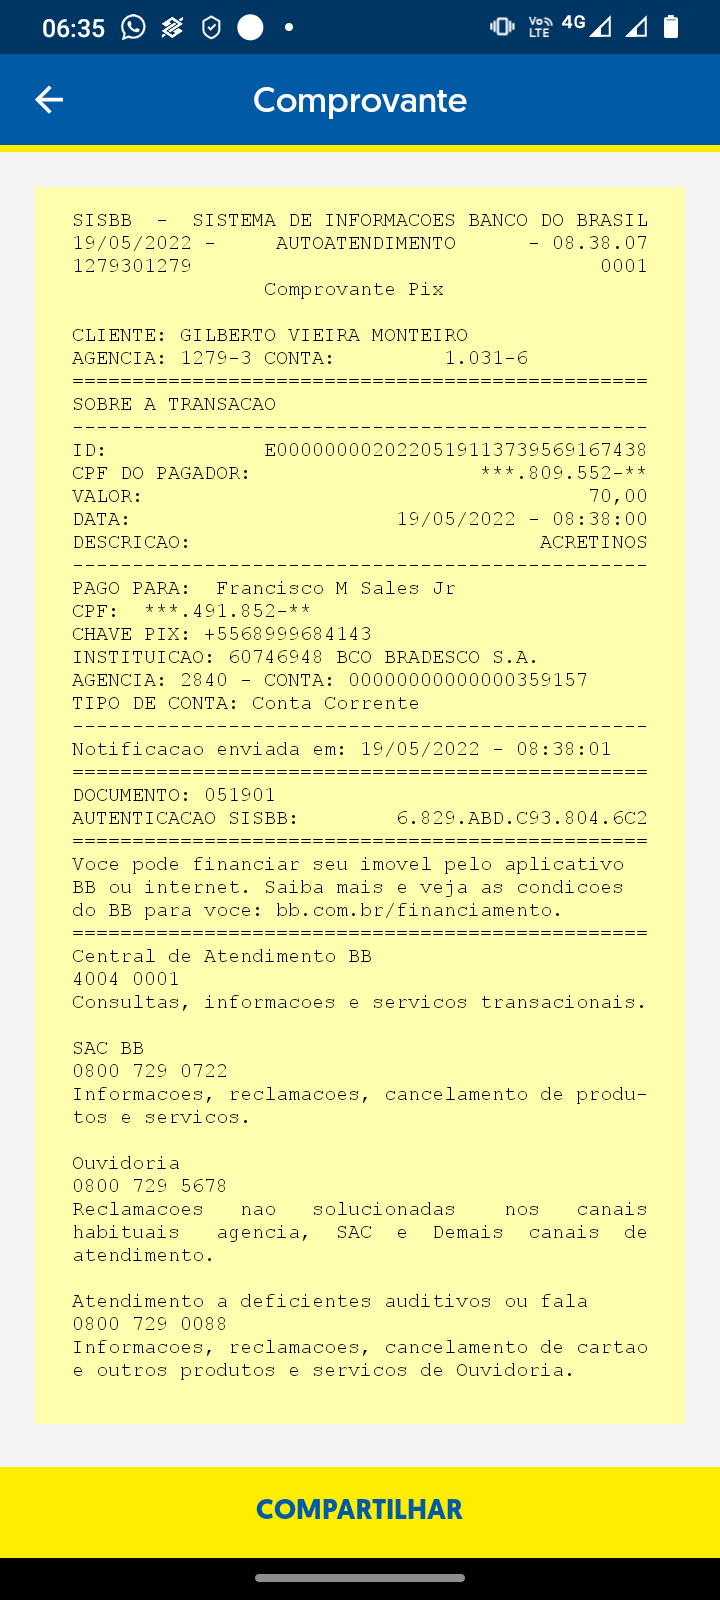 06:35 Vo)) LTE 4G
Comprovante
SISBB - SISTEMA DE INFORMACOES BANCO DO BRASIL
19/05/2022 - AUTOATENDIMENTO - 08.38.07
1279301279 0001
Comprovante Pix
CLIENTE: GILBERTO VIEIRA MONTEIRO
AGENCIA: 1279-3 CONTA: 1.031-6
================================================
SOBRE A TRANSACAO
------------------------------------------------
ID: E00000000202205191137395​69167438
CPF DO PAGADOR: ***.809.552-**
VALOR: 70,00
DATA: 19/05/2022 - 08:38:00
DESCRICAO: ACRETINOS
------------------------------------------------
PAGO PARA: Francisco M Sales Jr
CPF: ***.491.852-**
CHAVE PIX: +5568999684143
INSTITUICAO: 60746948 BCO BRADESCO S.A.
AGENCIA: 2840 - CONTA: 00000000000000359157
TIPO DE CONTA: Conta Corrente
------------------------------------------------
Notificacao enviada em: 19/05/2022 - 08:38:01
================================================
DOCUMENTO: 051901
AUTENTICACAO SISBB: 6.829.ABD.C93.804.6C2
================================================
Voce pode financiar seu imovel pelo aplicativo
BB ou internet. Saiba mais e veja as condicoes
do BB para voce: bb.com.br/financiamento.
================================================
Central de Atendimento BB
4004 0001
Consultas, informacoes e servicos transacionais.
SAC BB
0800 729 0722
Informacoes, reclamacoes, cancelamento de produ-
tos e servicos.
Ouvidoria
0800 729 5678
Reclamacoes nao solucionadas nos canais
habituais agencia, SAC e Demais canais de
atendimento.
Atendimento a deficientes auditivos ou fala
0800 729 0088
Informacoes, reclamacoes, cancelamento de cartao
e outros produtos e servicos de Ouvidoria.
COMPARTILHAR